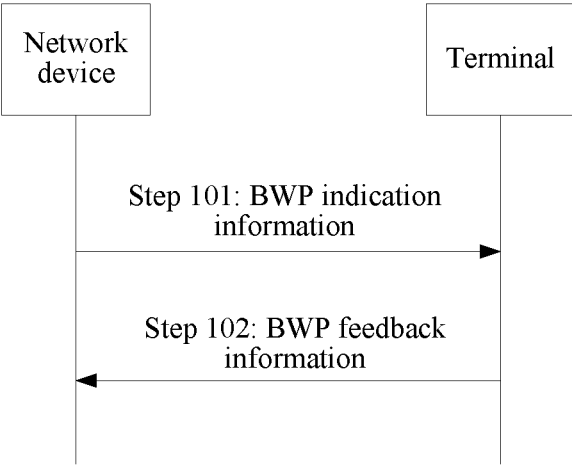 Network
device
Terminal
Step 101: BWP indication
information
Step 102: BWP feedback
information